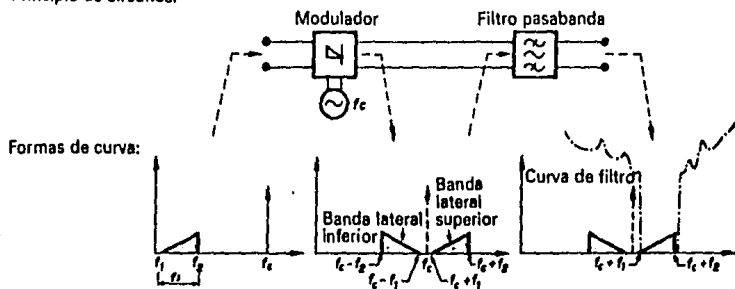 Principio de circuito:
Modulador
Filtro pasabanda
fc
Formas de curva:
f1
f2
fs
fc
Banda lateral inferior
Banda lateral superior
fc-f2
fc-f1
fc
fc+f1
fc+f2
Curva de filtro
fc+f1
fc+f2